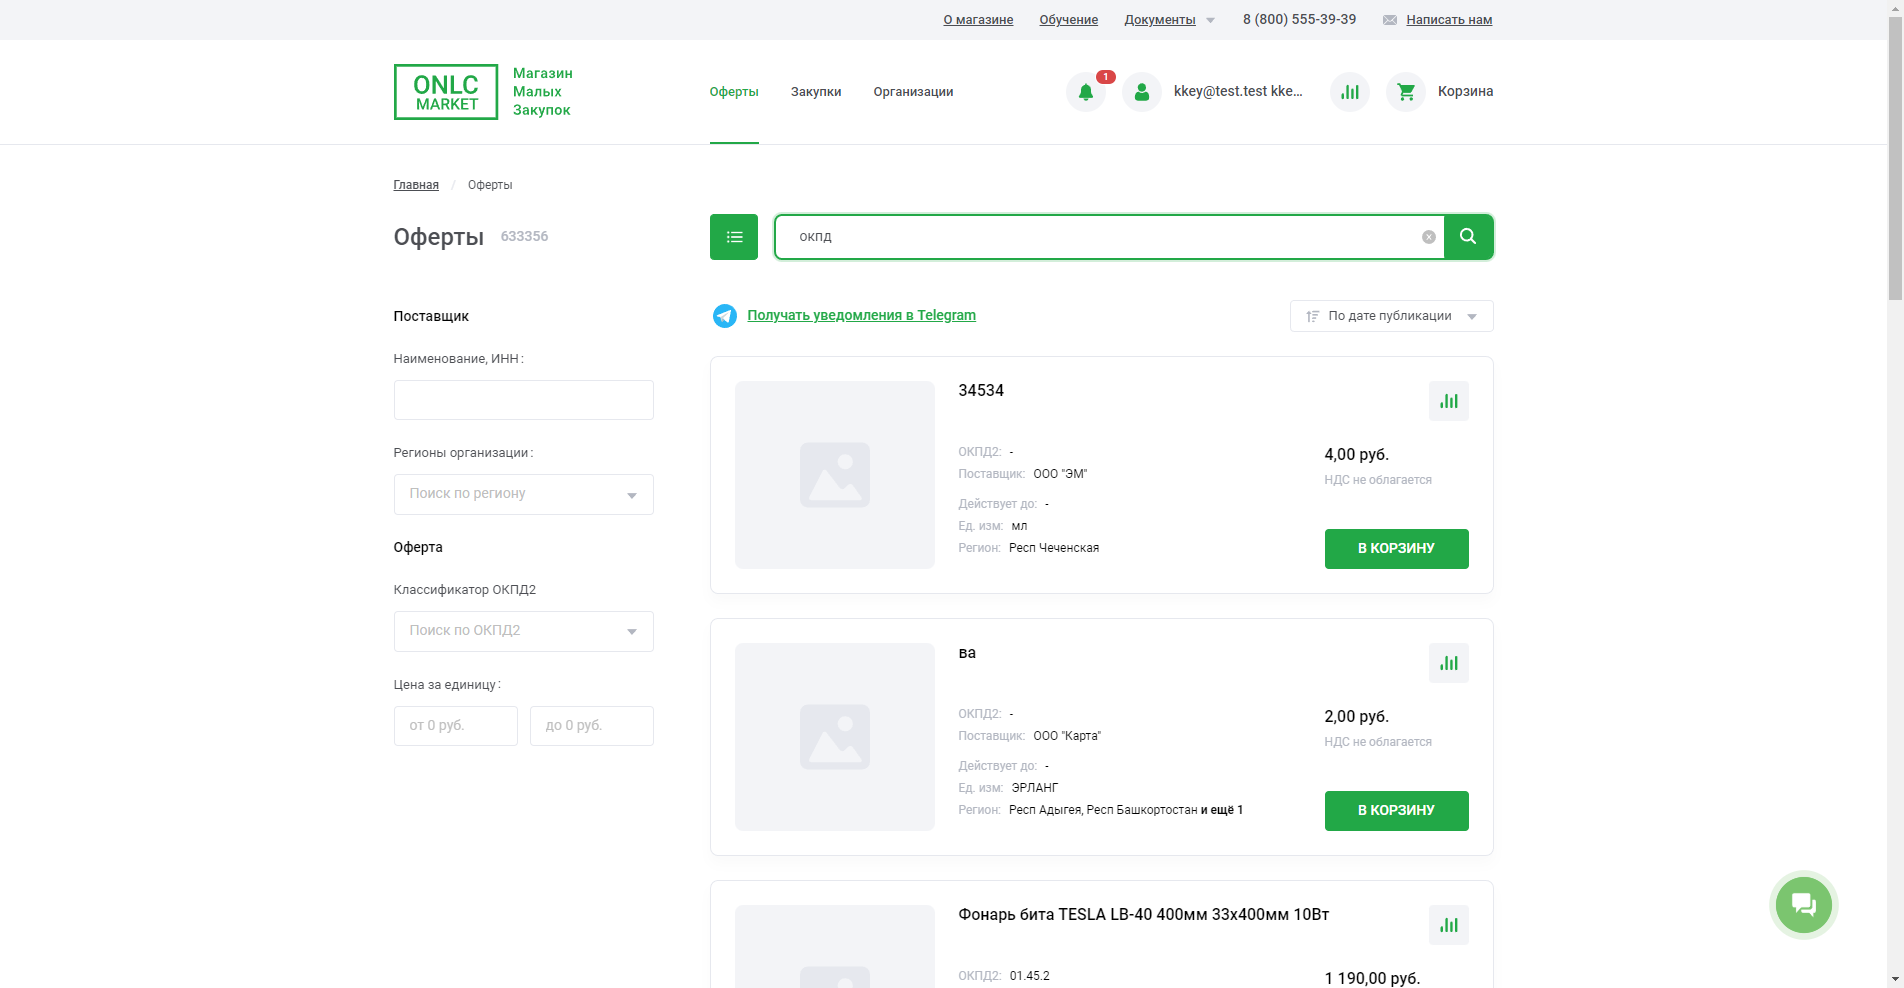 О магазине
Обучение
Документы
8 (800) 555-39-39
Написать нам
ONLC
MARKET
Магазин
Малых
Закупок
Оферты
Закупки
Организации
1
kkey@test.test kke...
Корзина
Главная / Оферты
Оферты 633356
окпд
Поставщик
Наименование, ИНН:
Регионы организации:
Поиск по региону
Оферта
Классификатор ОКПД2
Поиск по ОКПД2
Цена за единицу:
от 0 руб.
до 0 руб.
Получать уведомления в Telegram
По дате публикации
34534
ОКПД2: -
Поставщик: ООО "ЭМ"
Действует до: -
Ед. изм: мл
Регион: Респ Чеченская
4,00 руб.
НДС не облагается
В КОРЗИНУ
ва
ОКПД2: -
Поставщик: ООО "Карта"
Действует до: -
Ед. изм: ЭРЛАНГ
Регион: Респ Адыгея, Респ Башкортостан и ещё 1
2,00 руб.
НДС не облагается
В КОРЗИНУ
Фонарь бита TESLA LB-40 400мм 33х400мм 10Вт
ОКПД2: 01.45.2
1 190,00 руб.